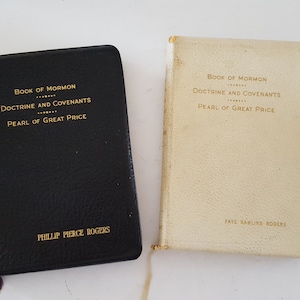 BOOK OF MORMON
DOCTRINE AND COVENANTS
PEARL OF GREAT PRICE
PHILLIP PIERCE ROGERS
BOOK OF MORMON
DOCTRINE AND COVENANTS
PEARL OF GREAT PRICE
FAYE KARLINE ROGERS